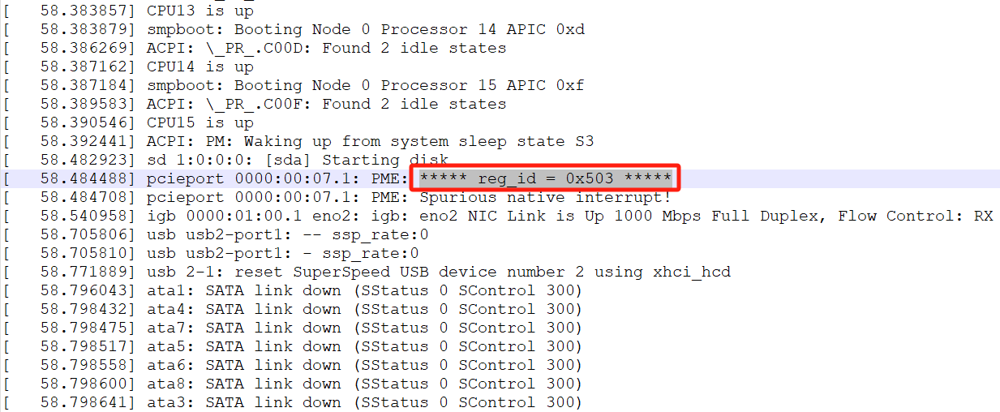 [   58.383857] CPU13 is up
[   58.383879] smpboot: Booting Node 0 Processor 14 APIC 0xd
[   58.386269] ACPI: \_PR_.C00D: Found 2 idle states
[   58.387162] CPU14 is up
[   58.387184] smpboot: Booting Node 0 Processor 15 APIC 0xf
[   58.389583] ACPI: \_PR_.C00F: Found 2 idle states
[   58.390546] CPU15 is up
[   58.392441] ACPI: PM: Waking up from system sleep state S3
[   58.482923] sd 1:0:0:0: [sda] Starting disk
[   58.484488] pcieport 0000:00:07.1: PME: ***** reg_id = 0x503 *****
[   58.484708] pcieport 0000:00:07.1: PME: Spurious native interrupt!
[   58.540958] igb 0000:01:00.1 eno2: igb: eno2 NIC Link is Up 1000 Mbps Full Duplex, Flow Control: RX
[   58.705806] usb usb2-port1: -- ssp_rate:0
[   58.705810] usb usb2-port1: - ssp_rate:0
[   58.771889] usb 2-1: reset SuperSpeed USB device number 2 using xhci_hcd
[   58.796043] ata1: SATA link down (SStatus 0 SControl 300)
[   58.798432] ata4: SATA link down (SStatus 0 SControl 300)
[   58.798475] ata7: SATA link down (SStatus 0 SControl 300)
[   58.798517] ata5: SATA link down (SStatus 0 SControl 300)
[   58.798558] ata6: SATA link down (SStatus 0 SControl 300)
[   58.798600] ata8: SATA link down (SStatus 0 SControl 300)
[   58.798641] ata3: SATA link down (SStatus 0 SControl 300)